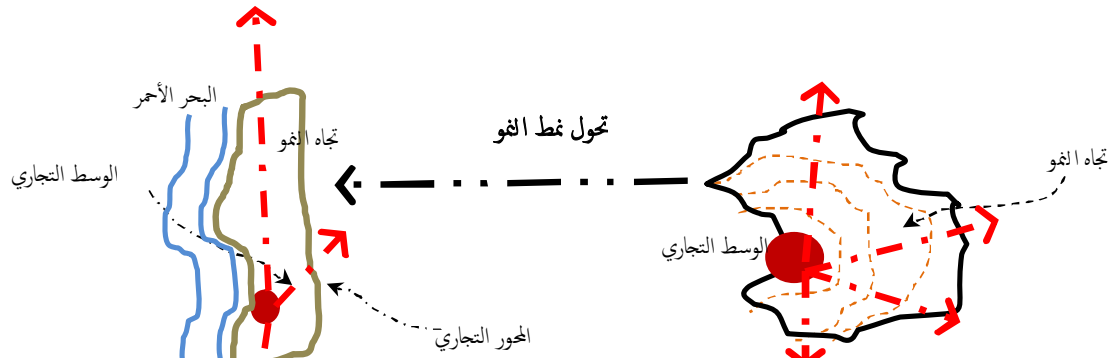 البحر الأحمر
تحول نمط النمو
تجاه النمو
تجاه النمو
الوسط التجاري
الوسط التجاري
المحور التجاري